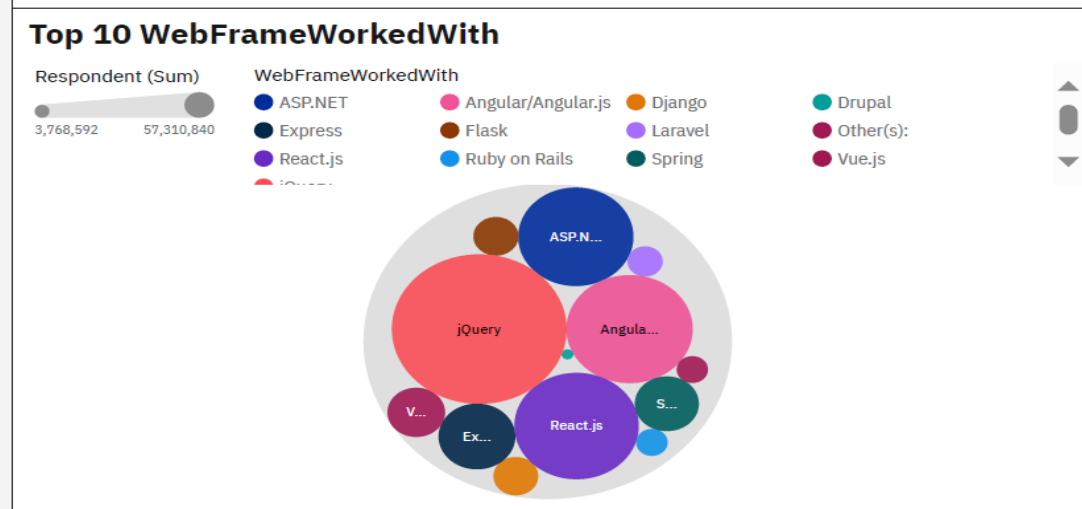 Top 10 WebFrameWorkedWith
Respondent (Sum)
3,768,592 57,310,840
WebFrameWorkedWith
ASP.NET Angular/Angular.js Django Drupal
Express Flask Laravel Other(s):
React.js Ruby on Rails Spring Vue.js
jQuery
ASP.N...
jQuery
Angula...
V...
Ex...
React.js
S...